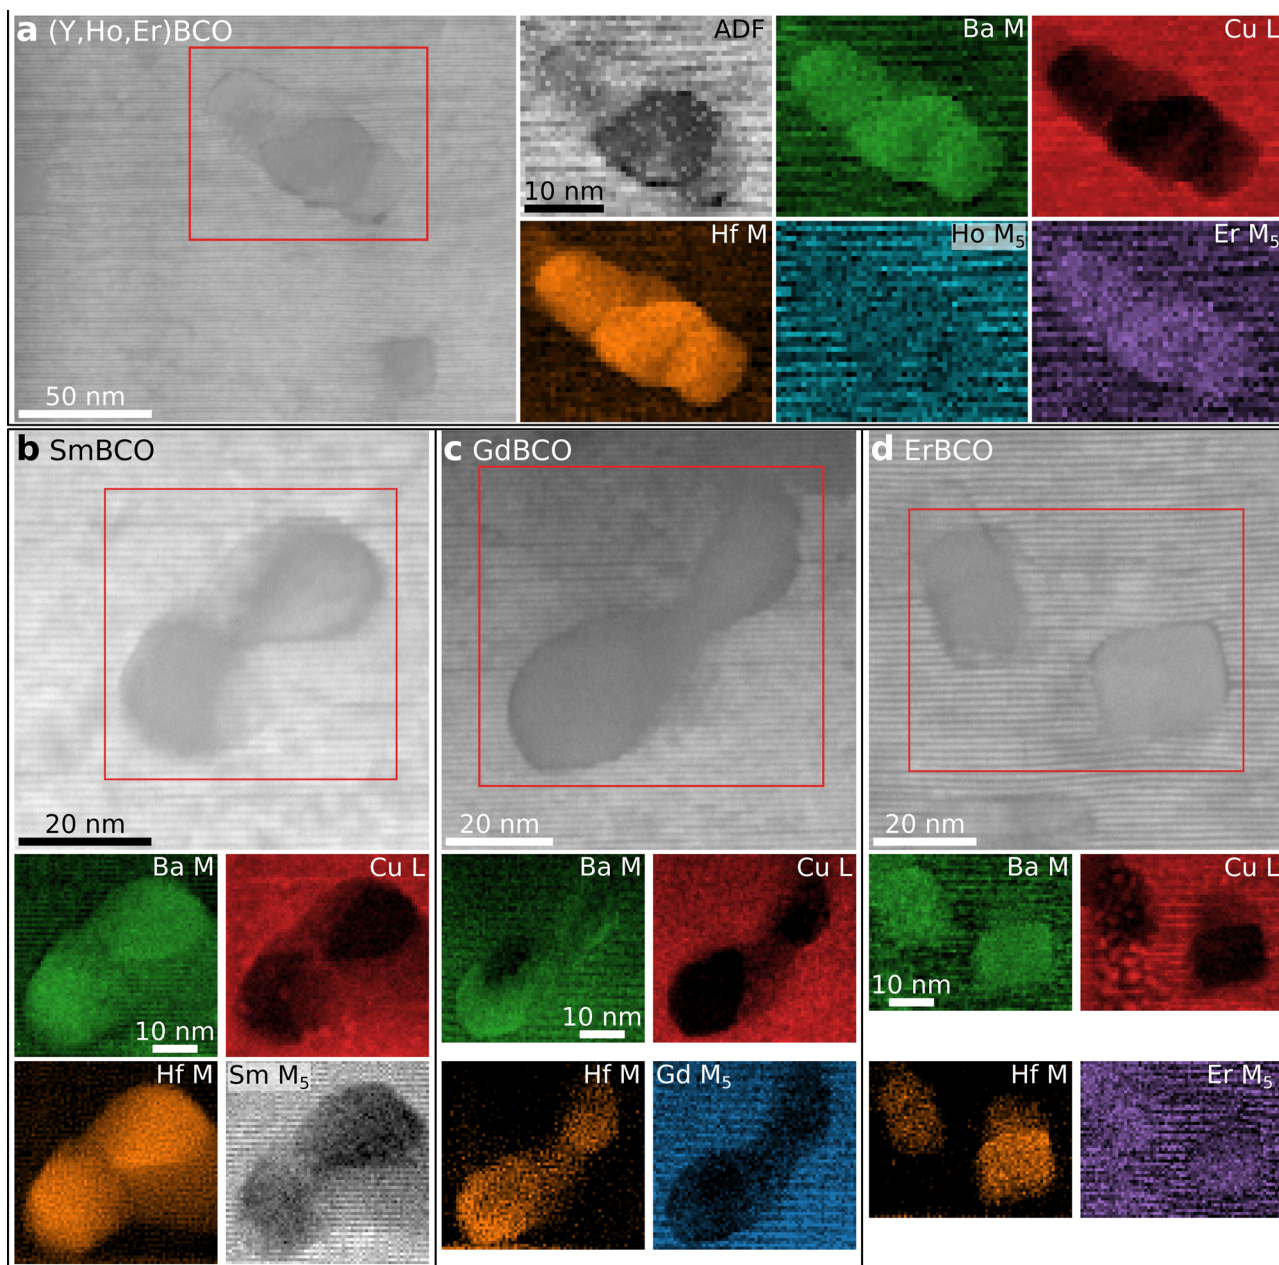 a (Y,Ho,Er)BCO
ADF
Ba M
Cu L
10 nm
Hf M
Ho M₅
Er M₅
50 nm
b SmBCO
c GdBCO
d ErBCO
20 nm
20 nm
20 nm
Ba M
Cu L
Ba M
Cu L
Ba M
Cu L
10 nm
10 nm
10 nm
Hf M
Sm M₅
Hf M
Gd M₅
Hf M
Er M₅